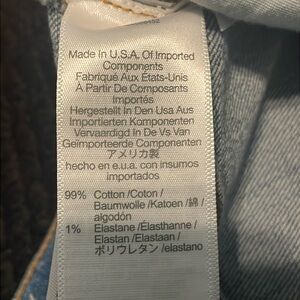 Made In U.S.A. Of Imported
Components
Fabriqué Aux États-Unis
À Partir De Composants
Importés
Hergestellt In Den Usa Aus
Importierten Komponenten
Vervaardigd In De Vs Van
Geïmporteerde Componenten
アメリカ製
hecho en e.u.a. con insumos
importados
99% Cotton /Coton /
Baumwolle /Katoen /綿 /
algodón
1% Elastane /Élasthanne /
Elastan /Elastaan /
ポリウレタン /elastano